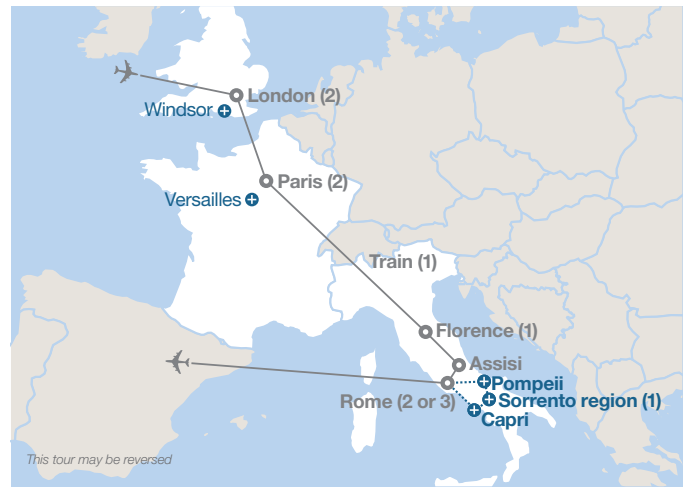 London (2)
Windsor
Paris (2)
Versailles
Train (1)
Florence (1)
Assisi
Pompeii
Rome (2 or 3)
Sorrento region (1)
Capri
This tour may be reversed